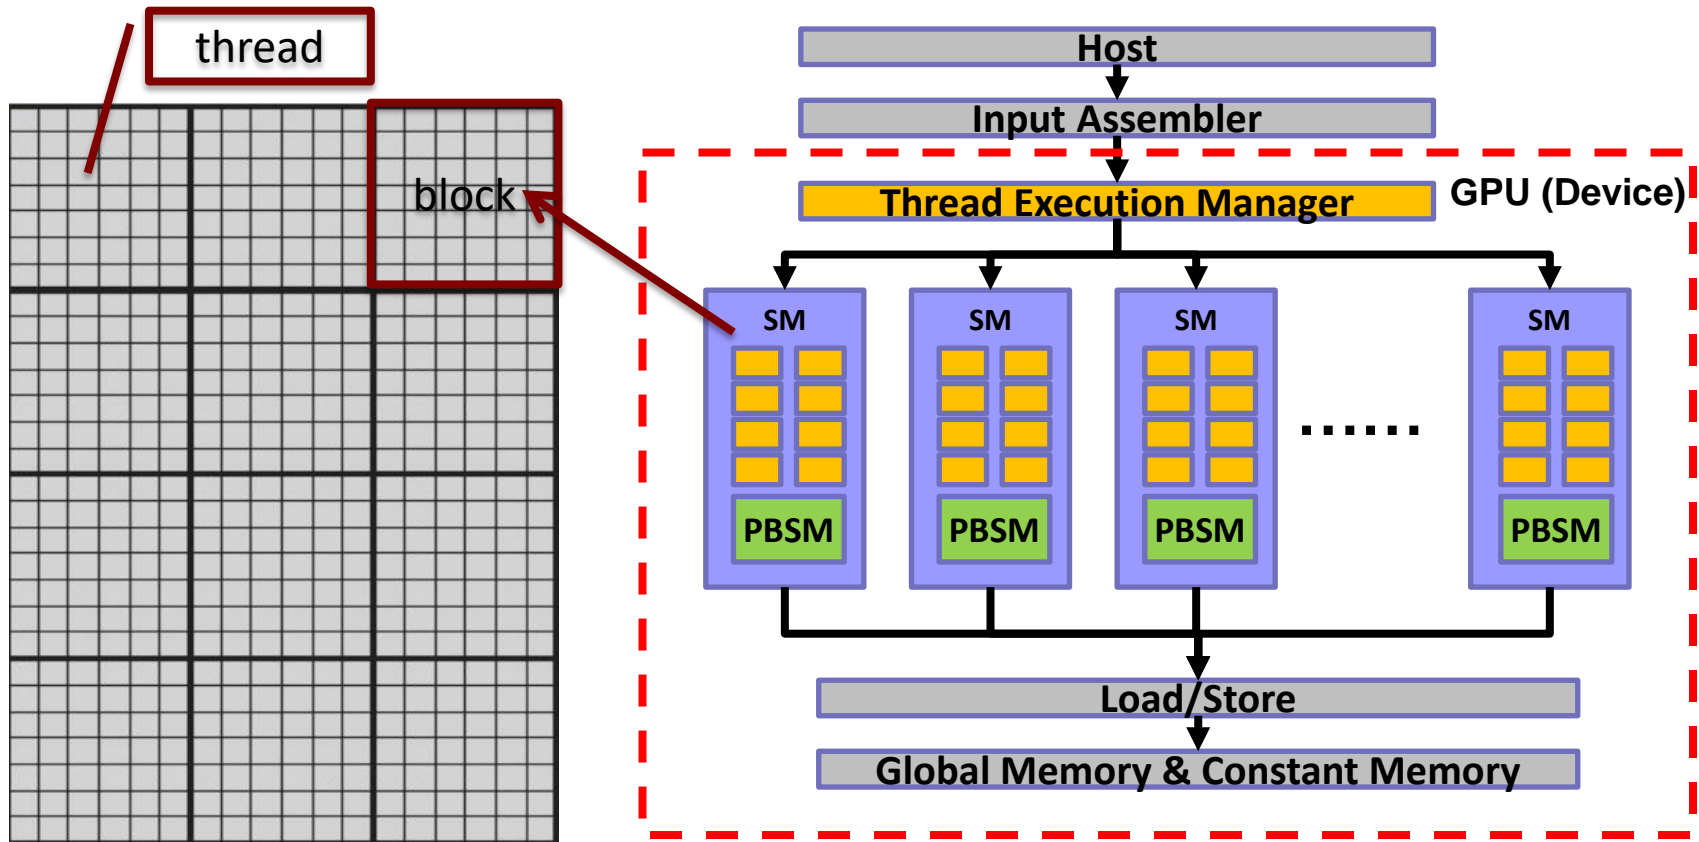 thread
block
Host
Input Assembler
Thread Execution Manager
GPU (Device)
SM
SM
SM
SM
......
PBSM
PBSM
PBSM
PBSM
Load/Store
Global Memory & Constant Memory